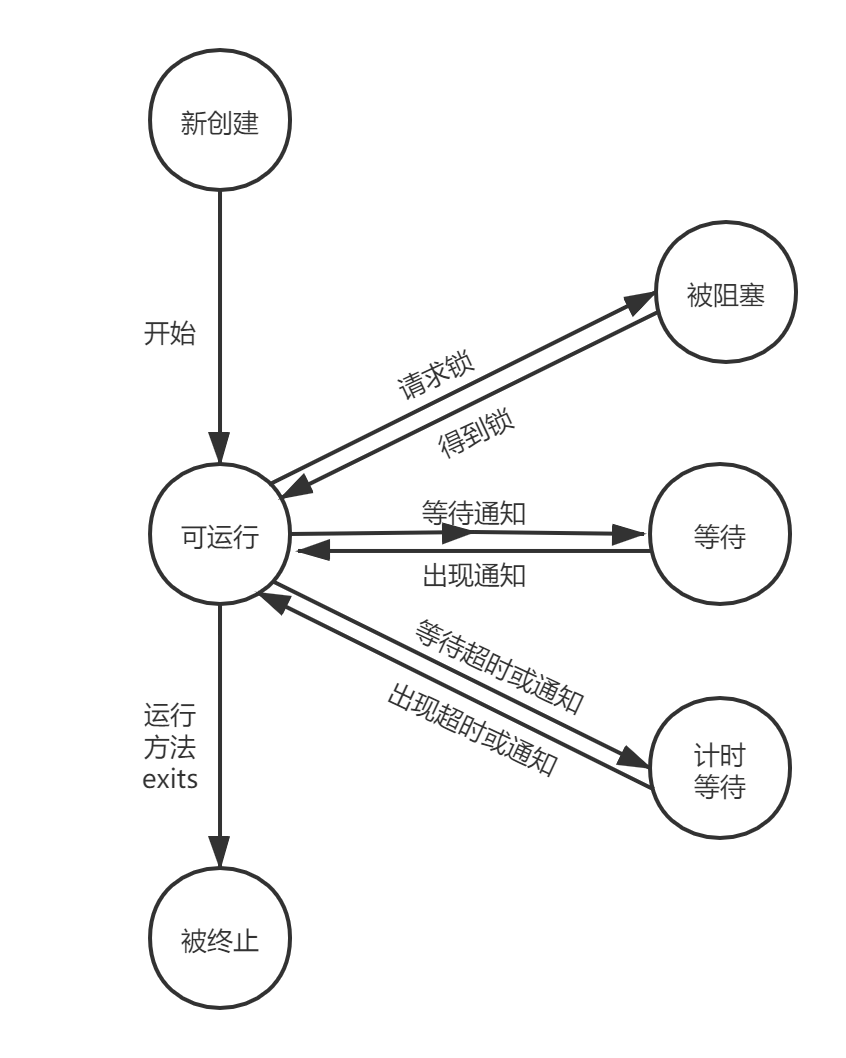 新创建
开始
被阻塞
请求锁
得到锁
可运行
等待通知
出现通知
等待
等待超时或通知
出现超时或通知
计时
等待
运行
方法
exits
被终止